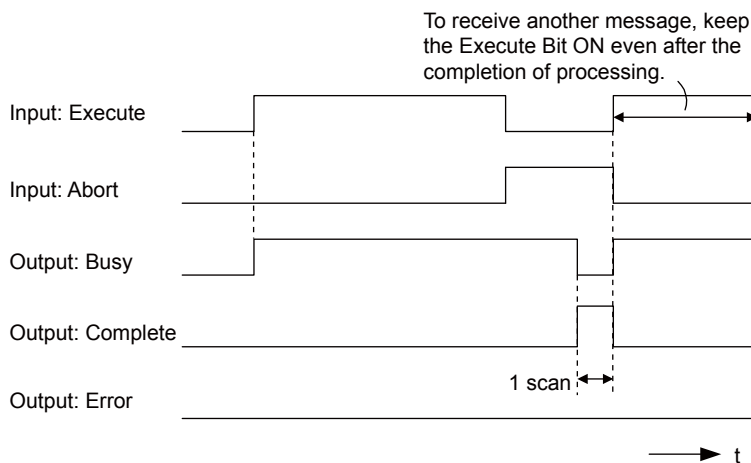 To receive another message, keep
the Execute Bit ON even after the
completion of processing.
Input: Execute
Input: Abort
Output: Busy
Output: Complete
1 scan
Output: Error
t